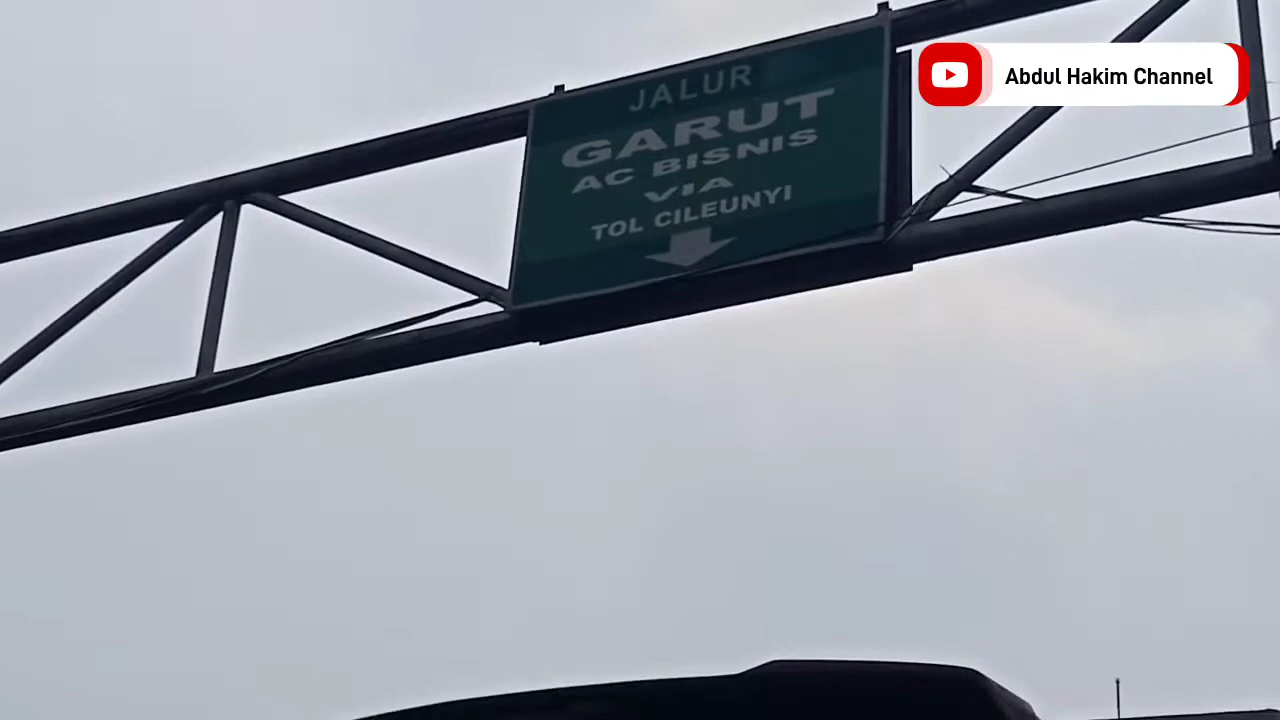 JALUR
GARUT
AC BISNIS
VIA
TOL CILEUNYI
Abdul Hakim Channel